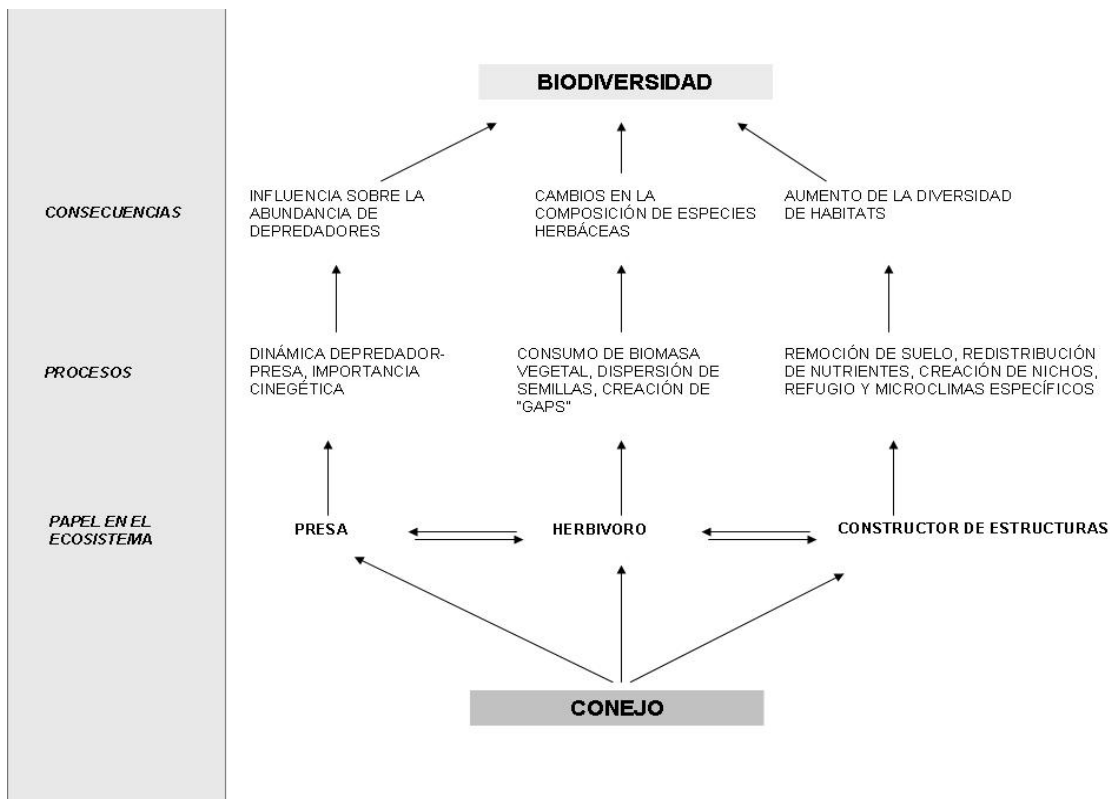 BIODIVERSIDAD
CONSECUENCIAS
INFLUENCIA SOBRE LA
ABUNDANCIA DE
DEPREDADORES
CAMBIOS EN LA
COMPOSICIÓN DE ESPECIES
HERBÁCEAS
AUMENTO DE LA DIVERSIDAD
DE HABITATS
PROCESOS
DINÁMICA DEPREDADOR-
PRESA, IMPORTANCIA
CINEGÉTICA
CONSUMO DE BIOMASA
VEGETAL, DISPERSIÓN DE
SEMILLAS, CREACIÓN DE
"GAPS"
REMOCIÓN DE SUELO, REDISTRIBUCIÓN
DE NUTRIENTES, CREACIÓN DE NICHOS,
REFUGIO Y MICROCLIMAS ESPECÍFICOS
PAPEL EN EL
ECOSISTEMA
PRESA
HERBIVORO
CONSTRUCTOR DE ESTRUCTURAS
CONEJO